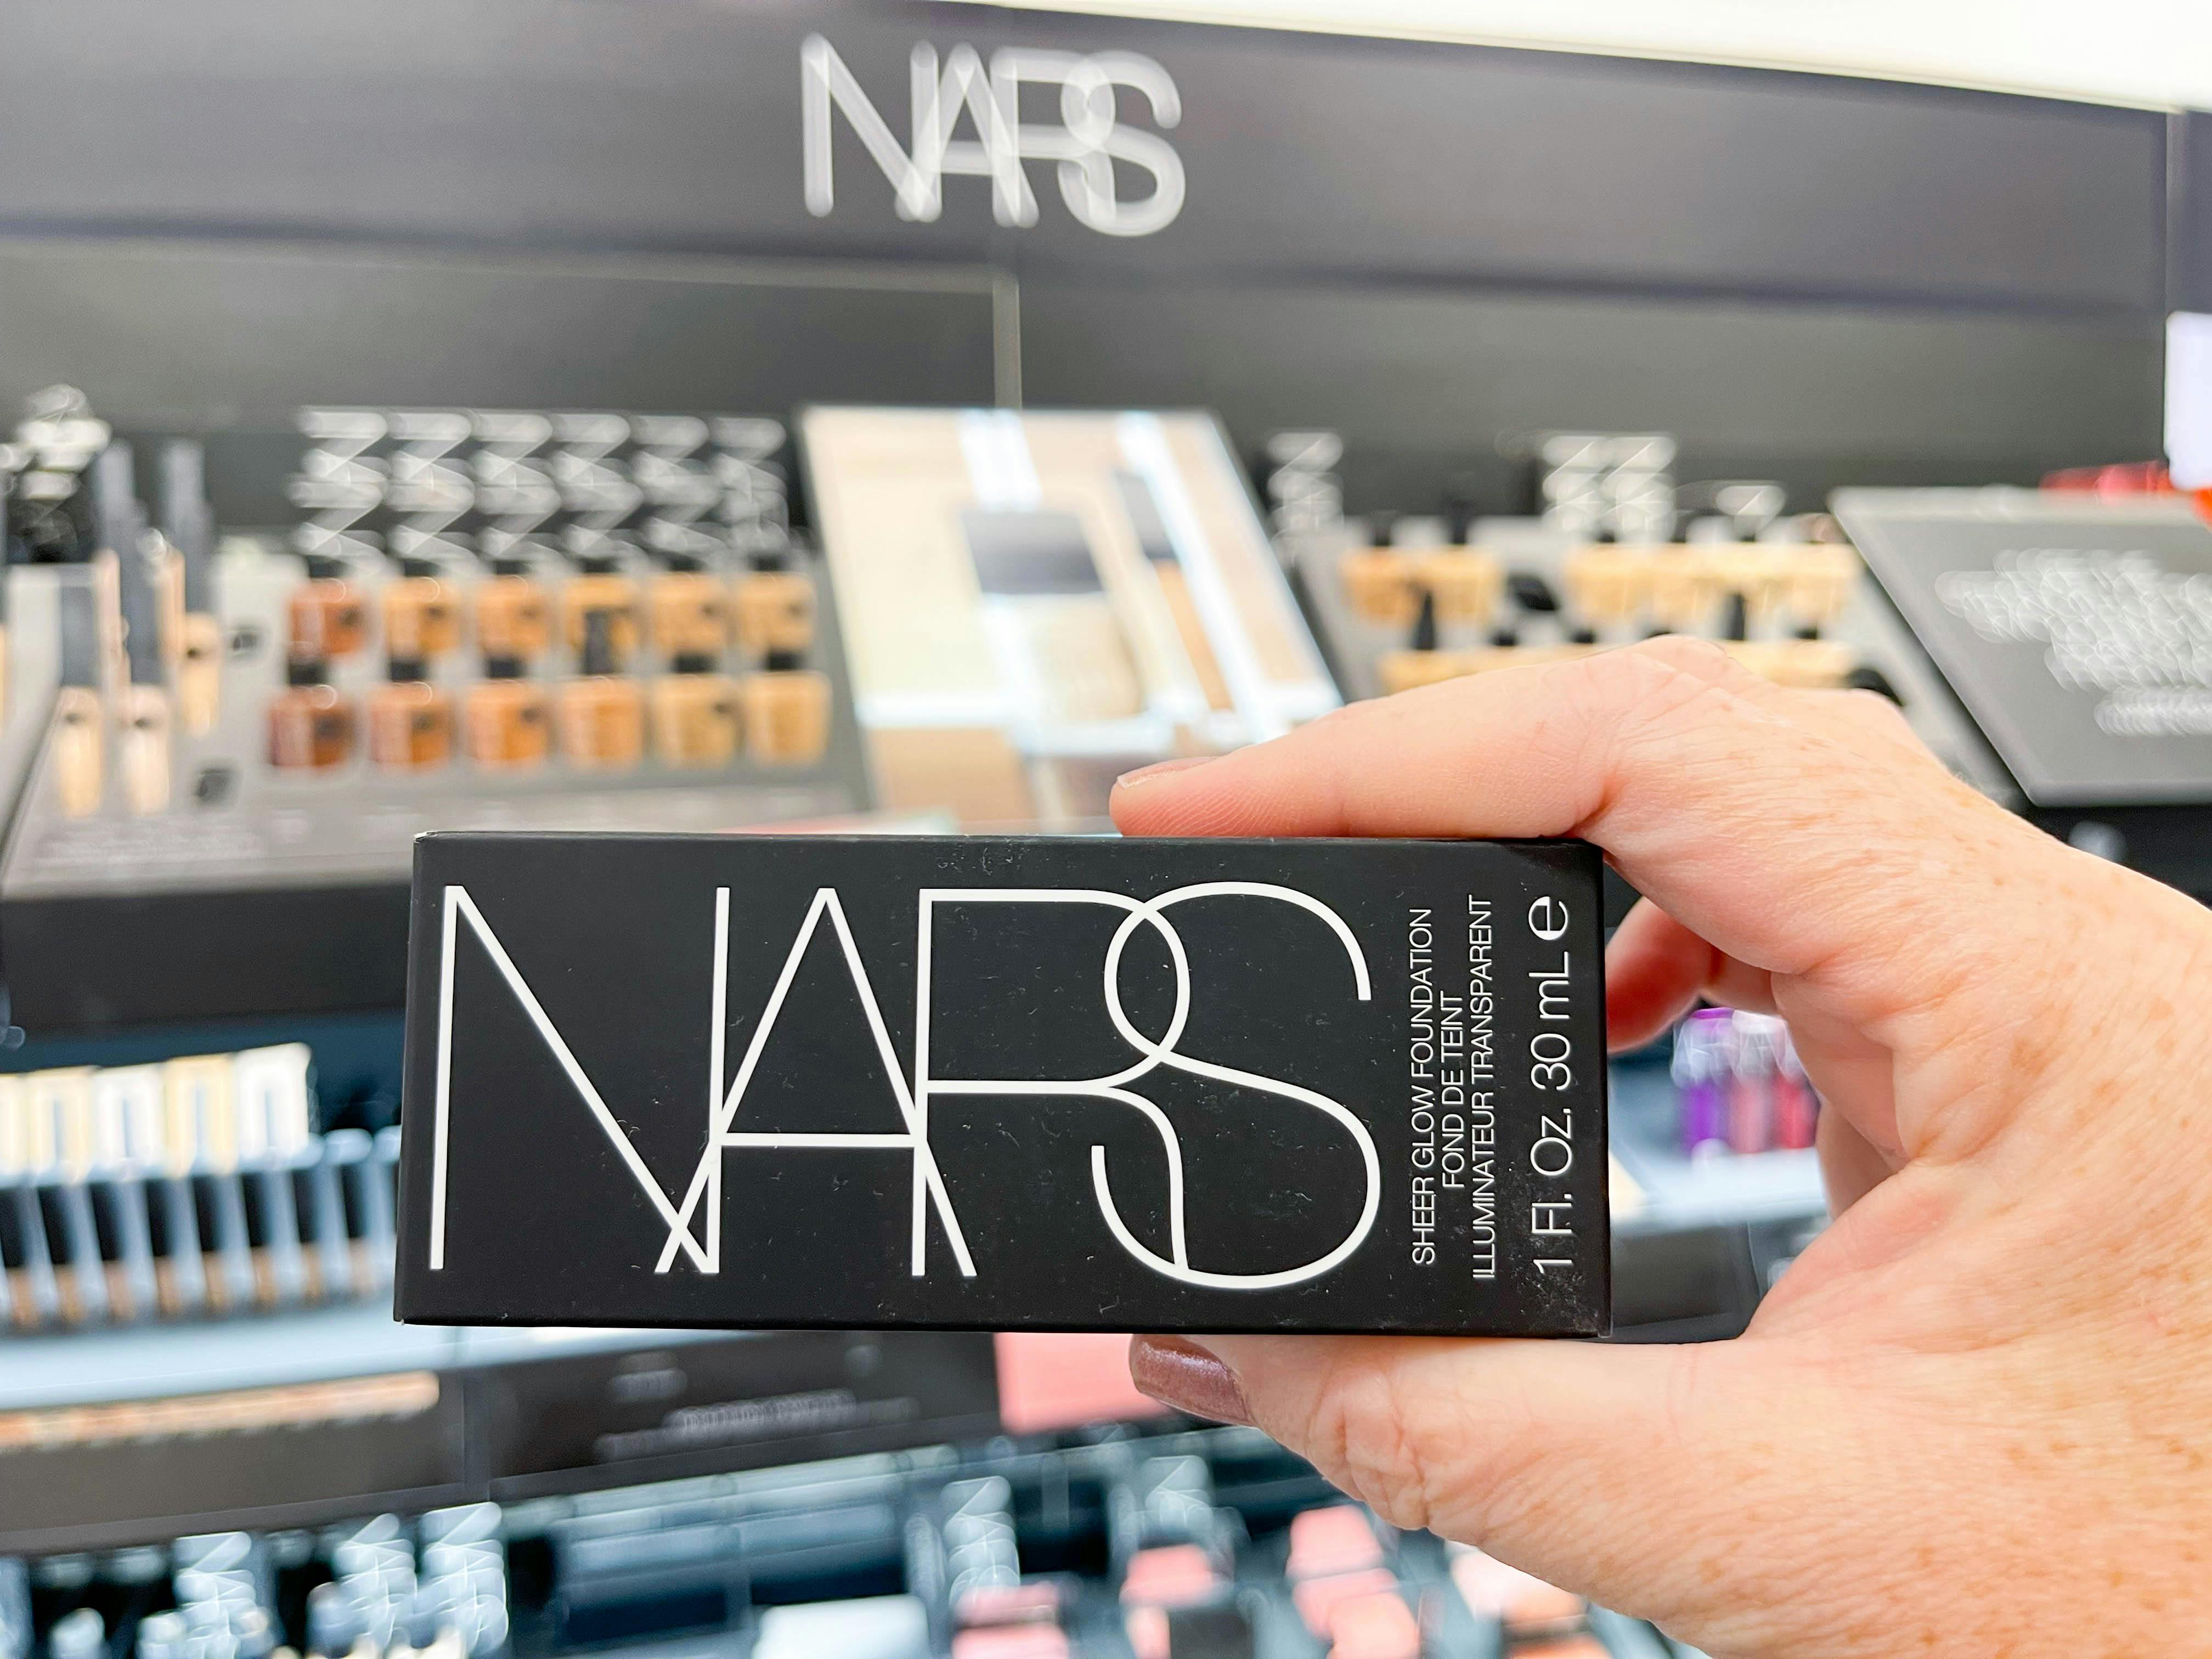 NARS
NARS
SHEER GLOW FOUNDATION
FOND DE TEINT
ILLUMINATEUR TRANSPARENT
1 Fl. Oz. 30 mL e